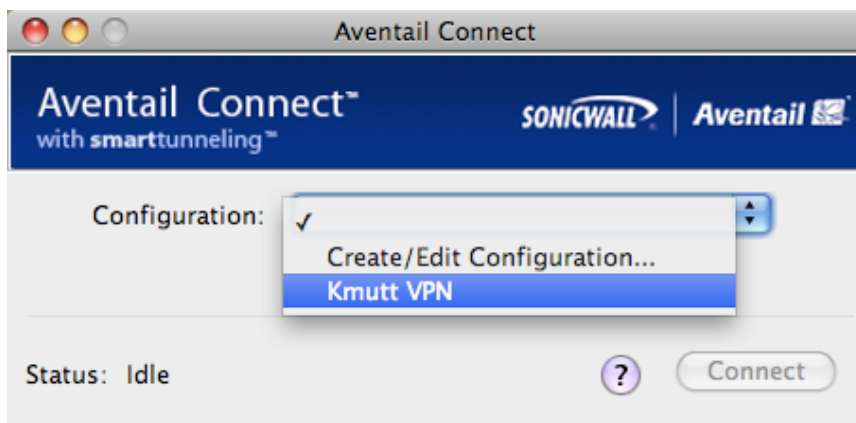 Aventail Connect
Aventail Connect™
with smarttunneling™
SONICWALL | Aventail
Configuration:
✓
Create/Edit Configuration...
Kmutt VPN
Status: Idle
?
Connect